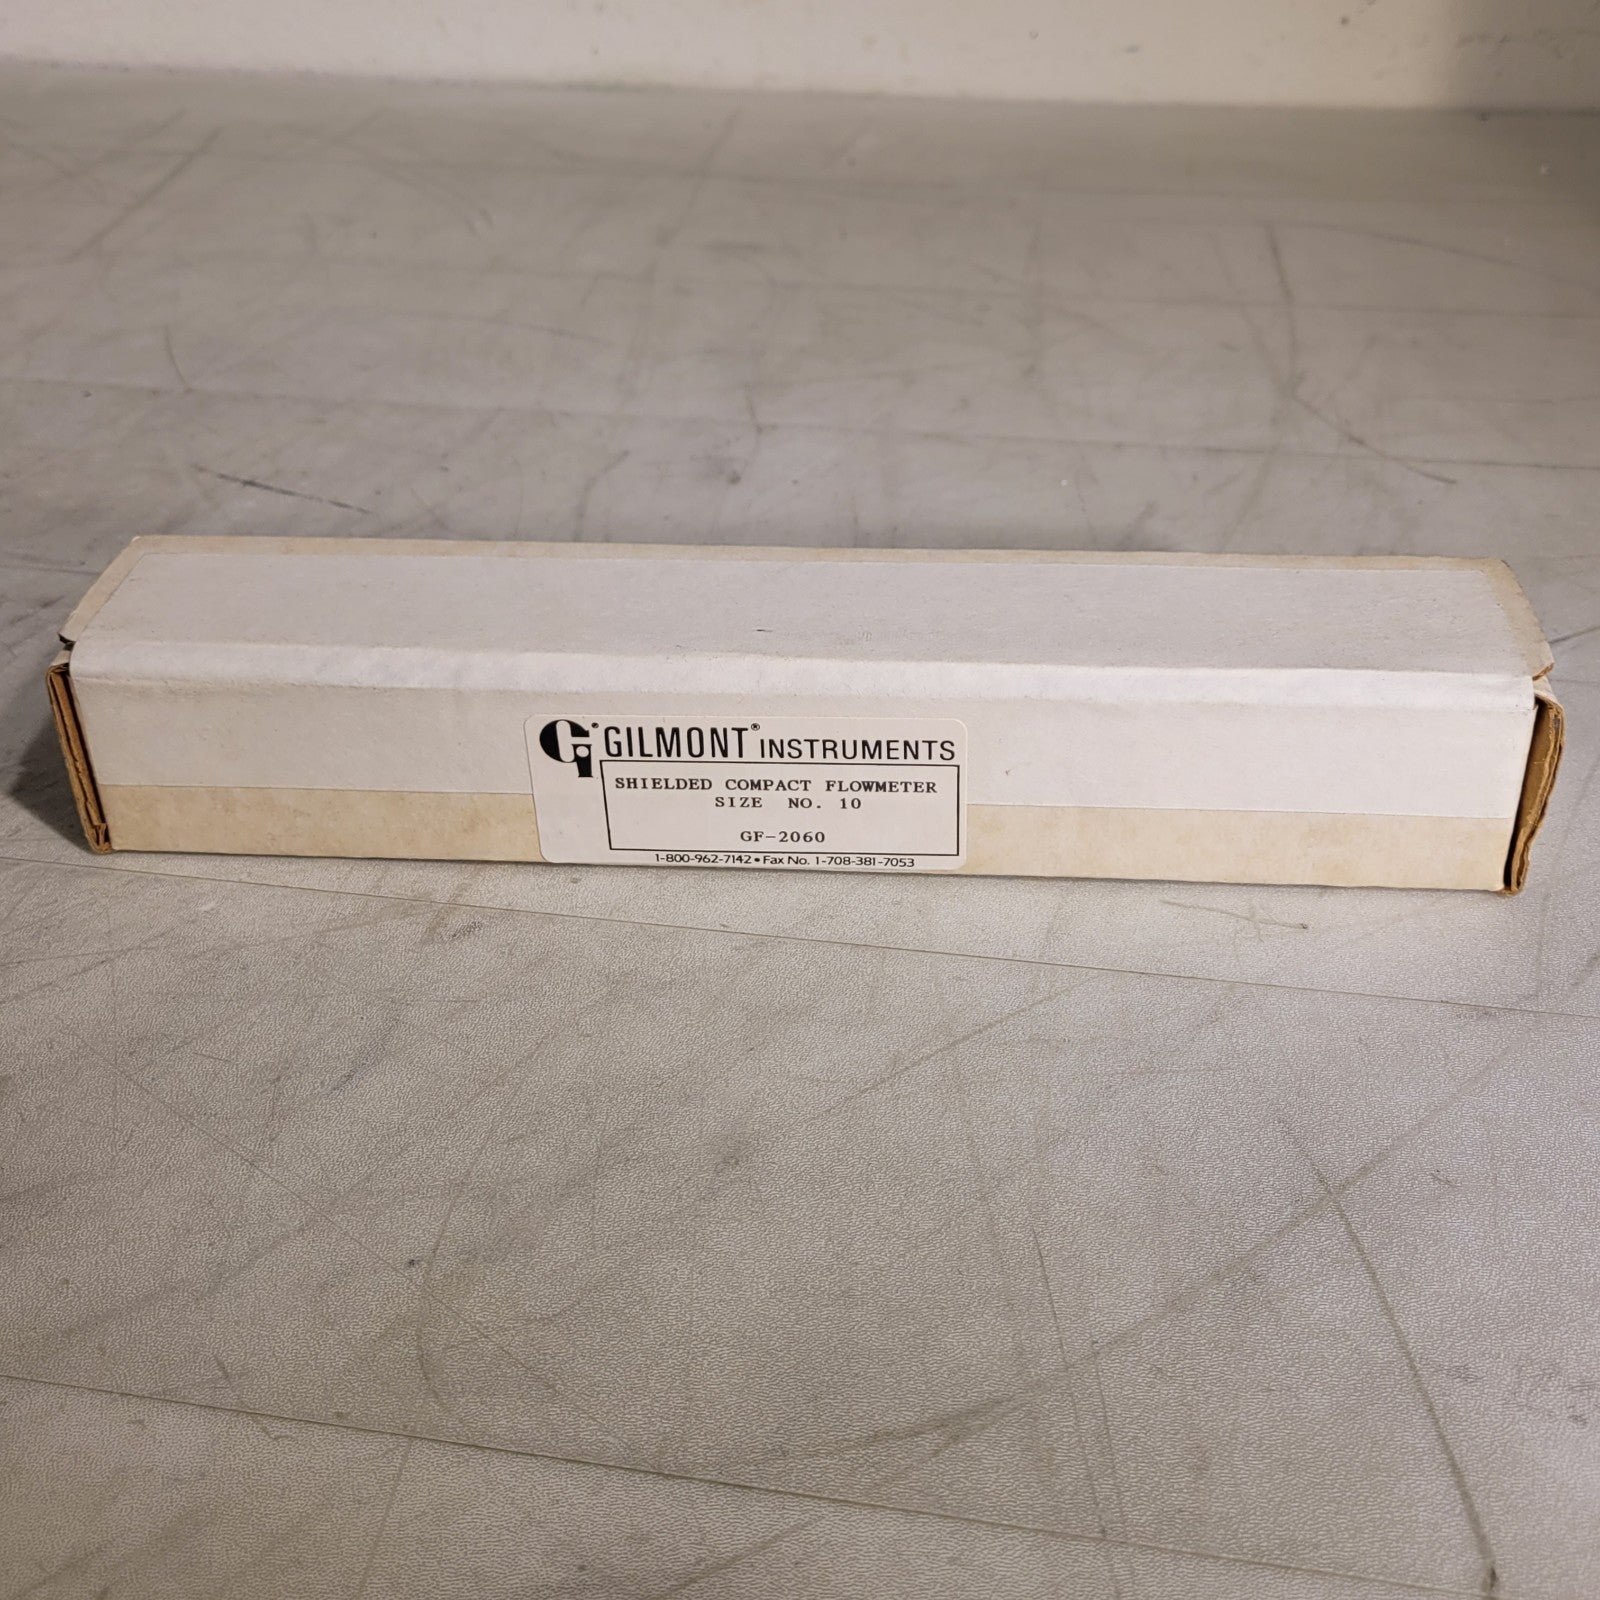 GILMONT® INSTRUMENTS
SHIELDED COMPACT FLOWMETER
SIZE NO. 10
GF-2060
1-800-962-7142 • Fax No. 1-708-381-7053